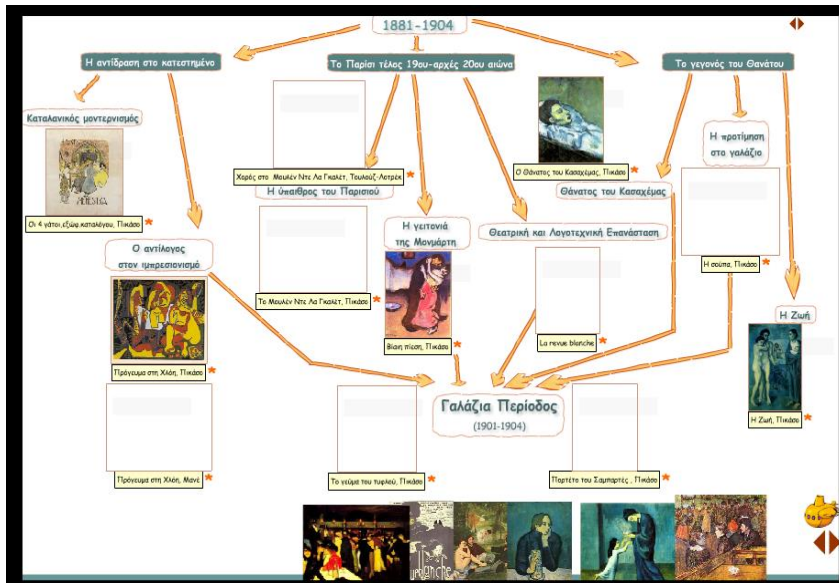 1881-1904
Η αντίδραση στο κατεστημένο
Το Παρίσι τέλος 19ου-αρχές 20ου αιώνα
Το γεγονός του Θανάτου
Καταλανικός μοντερνισμός
Οι 4 γάτοι,εξώφ.καταλόγου, Πικάσο
Ο αντίλογος
στον ιμπρεσιονισμό
Πρόγευμα στη Χλόη, Πικάσο
Πρόγευμα στη Χλόη, Μανέ
Χορός στο Μουλέν Ντε Λα Γκαλέτ, Τουλούζ-Λοτρέκ
Η ύπαιθρος του Παρισιού
Το Μουλέν Ντε Λα Γκαλέτ, Πικάσο
Η γειτονιά
της Μονμάρτη
Βίαιη πίεση, Πικάσο
Θεατρική και Λογοτεχνική Επανάσταση
La revue blanche
Ο Θάνατος του Κασαχέμας, Πικάσο
Θάνατος του Κασαχέμας
Η προτίμηση
στο γαλάζιο
Η σούπα, Πικάσο
Η Ζωή
Η Ζωή, Πικάσο
Γαλάζια Περίοδος
(1901-1904)
Το γεύμα του τυφλού, Πικάσο
Πορτέτο του Σαμπαρτές , Πικάσο